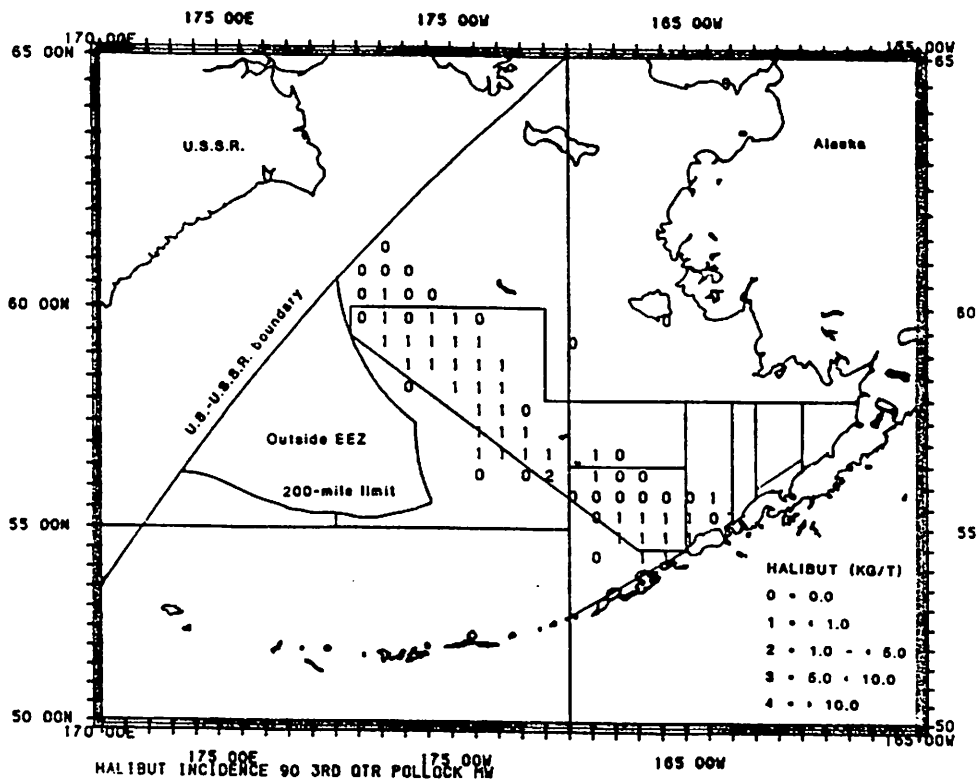 175 00E 175 00W 165 00W
170 00E 165 00W
65 00N 65
U.S.S.R. Alaska
0
0 0 0
0 1 0 0
60 00N 60
0 1 0 1 1 1 0
1 1 1 1 1
0
1 1 1 1
0 1 1 1
U.S.-U.S.S.R. boundary
1 1 0
Outside EEZ
1 1 1
1 1 1 1 1 0
0 0 2 1 0 0
200-mile limit
0 0 0 0 0 0 1
55 00N 55
0 1 1 1 1 0
1 1 1 1 1
0 1 1
HALIBUT (KG/T)
0 = 0.0
1 = < 1.0
2 = 1.0 - < 5.0
3 = 5.0 < 10.0
4 = > 10.0
50 00N 50
170 00E 165 00W
175 00E 175 00W 165 00W
HALIBUT INCIDENCE 90 3RD QTR POLLOCK MW